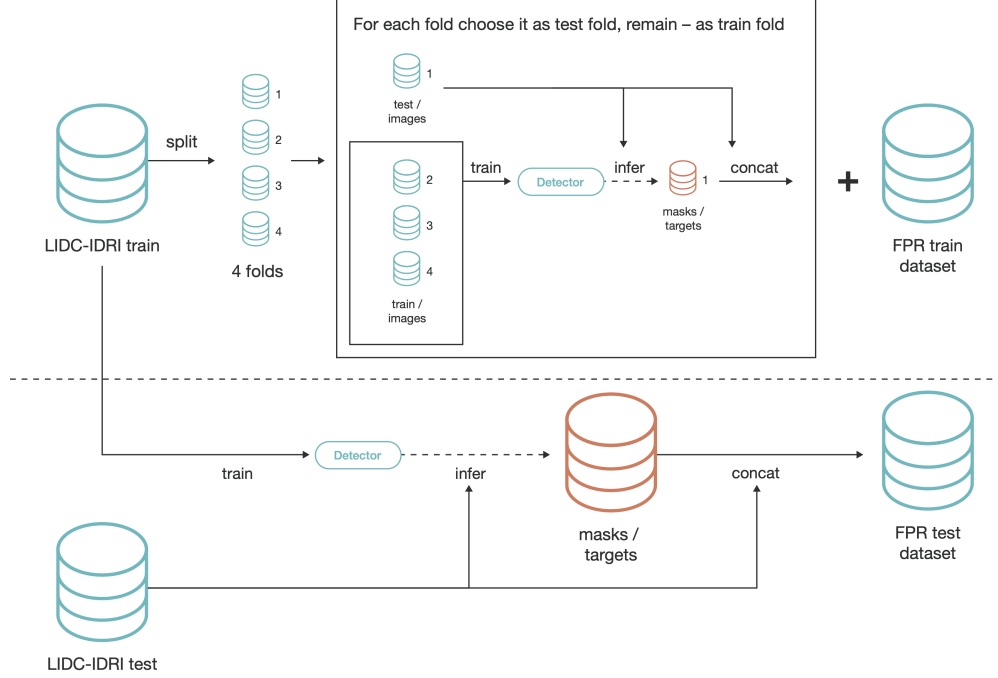 For each fold choose it as test fold, remain – as train fold
1
test /
images
split
1
2
3
4
4 folds
LIDC-IDRI train
2
3
4
train /
images
train
Detector
infer
1
masks /
targets
concat
+
FPR train
dataset
train
Detector
infer
masks /
targets
concat
FPR test
dataset
LIDC-IDRI test